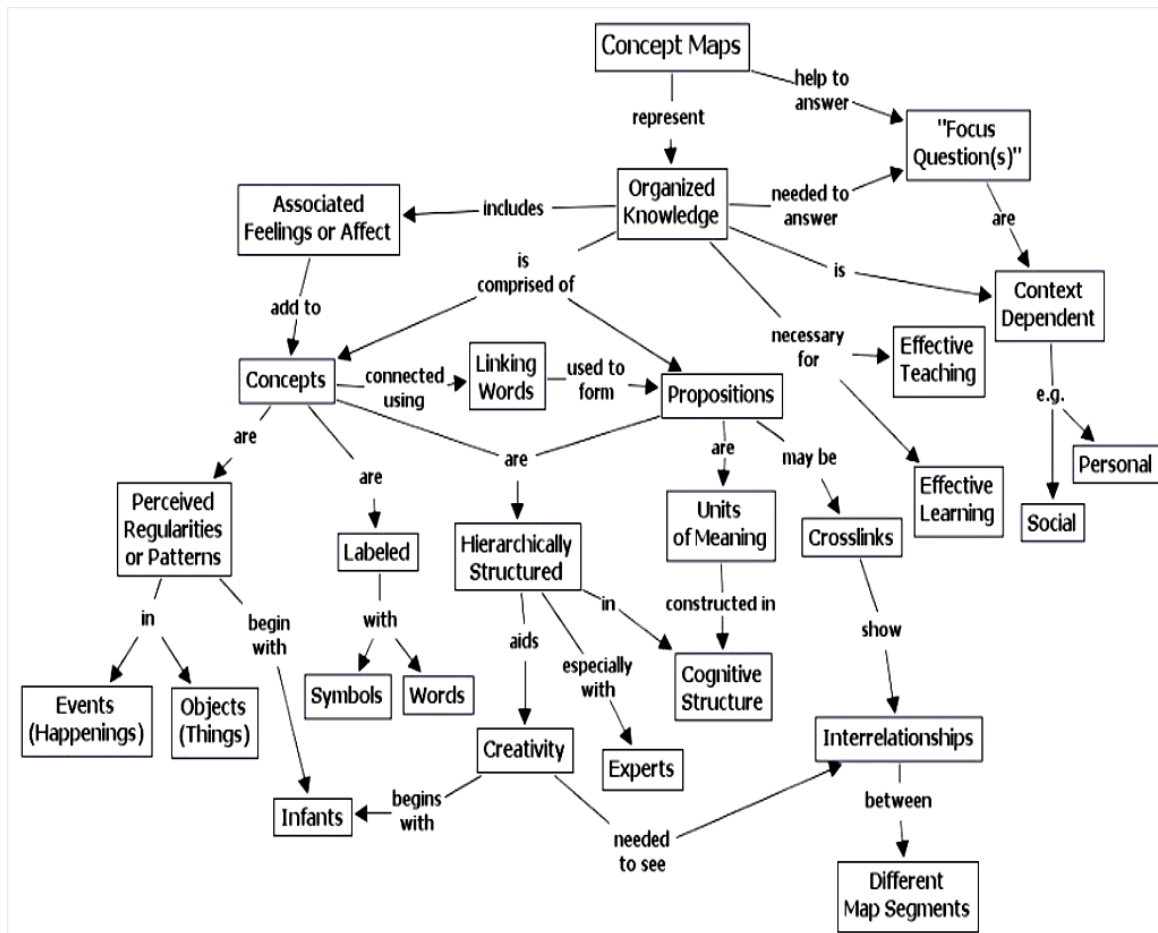 Concept Maps
help to
answer
represent
"Focus
Question(s)"
Organized
Knowledge
needed to
answer
includes
Associated
Feelings or Affect
are
is
comprised of
is
Context
Dependent
add to
necessary
for
Effective
Teaching
Linking
Words
used to
form
Concepts
connected
using
Propositions
e.g.
are
are
are
may be
Personal
are
Perceived
Regularities
or Patterns
Units
of Meaning
Effective
Learning
Social
Labeled
Hierarchically
Structured
Crosslinks
in
begin
with
with
aids
in
constructed in
show
especially
with
Events
(Happenings)
Objects
(Things)
Symbols
Words
Cognitive
Structure
Creativity
Experts
Interrelationships
Infants
begins
with
needed
to see
between
Different
Map Segments